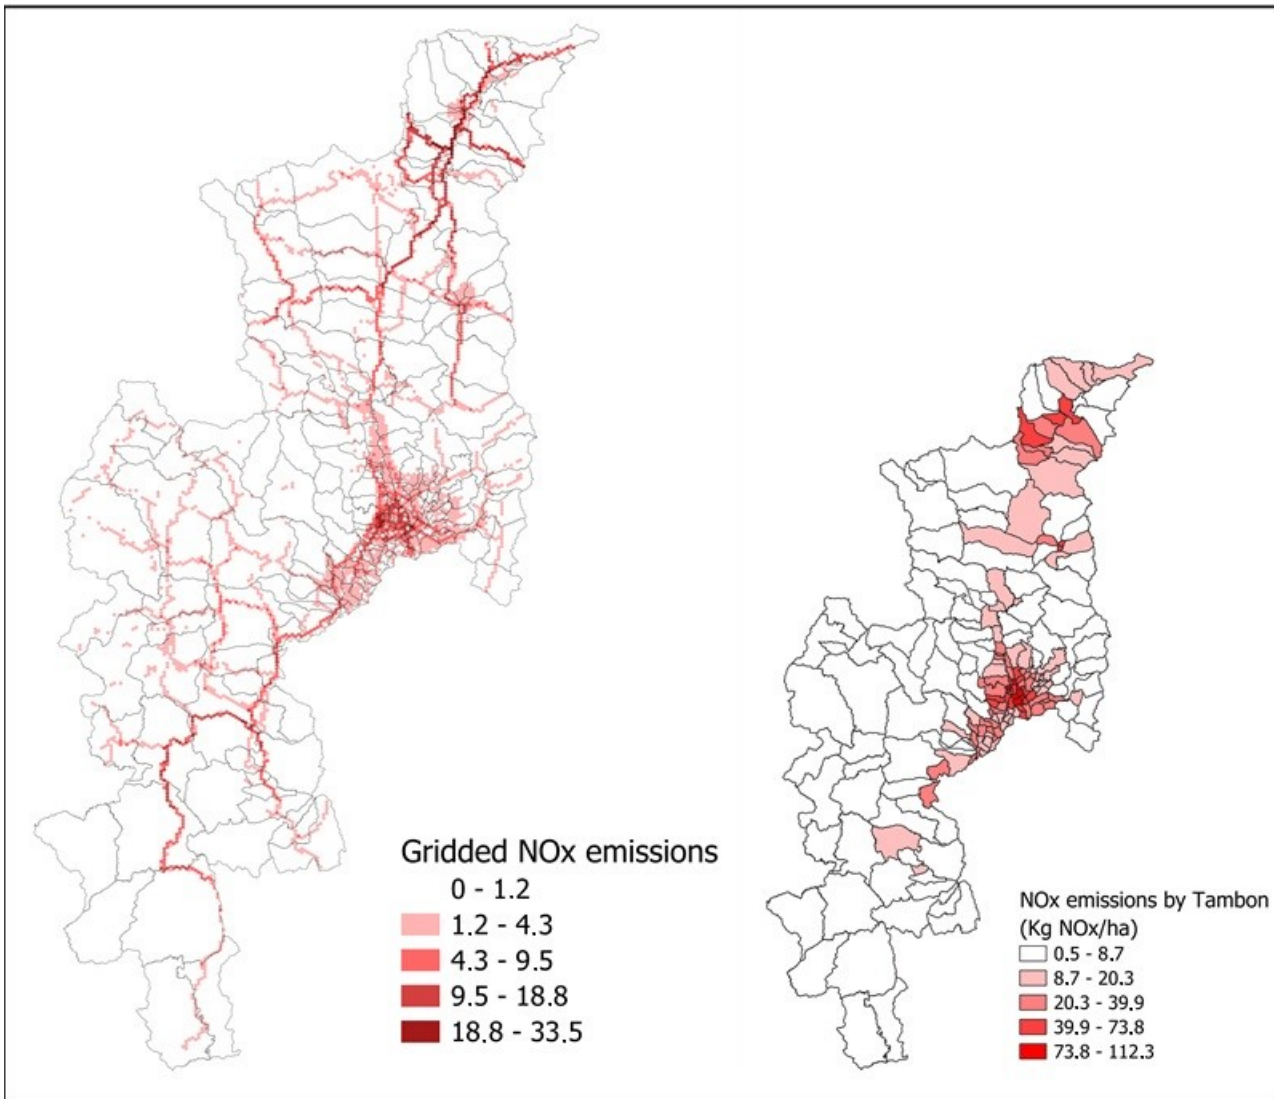 Gridded NOx emissions
0 - 1.2
1.2 - 4.3
4.3 - 9.5
9.5 - 18.8
18.8 - 33.5
NOx emissions by Tambon
(Kg NOx/ha)
0.5 - 8.7
8.7 - 20.3
20.3 - 39.9
39.9 - 73.8
73.8 - 112.3